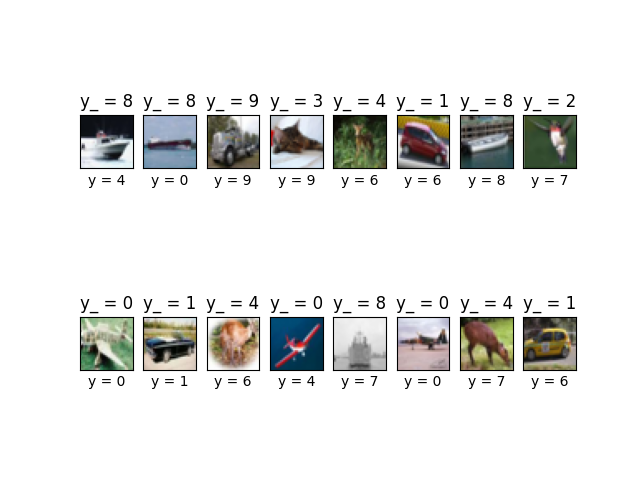 y_ = 8 y_ = 8 y_ = 9 y_ = 3 y_ = 4 y_ = 1 y_ = 8 y_ = 2
y = 4 y = 0 y = 9 y = 9 y = 6 y = 6 y = 8 y = 7
y_ = 0 y_ = 1 y_ = 4 y_ = 0 y_ = 8 y_ = 0 y_ = 4 y_ = 1
y = 0 y = 1 y = 6 y = 4 y = 7 y = 0 y = 7 y = 6